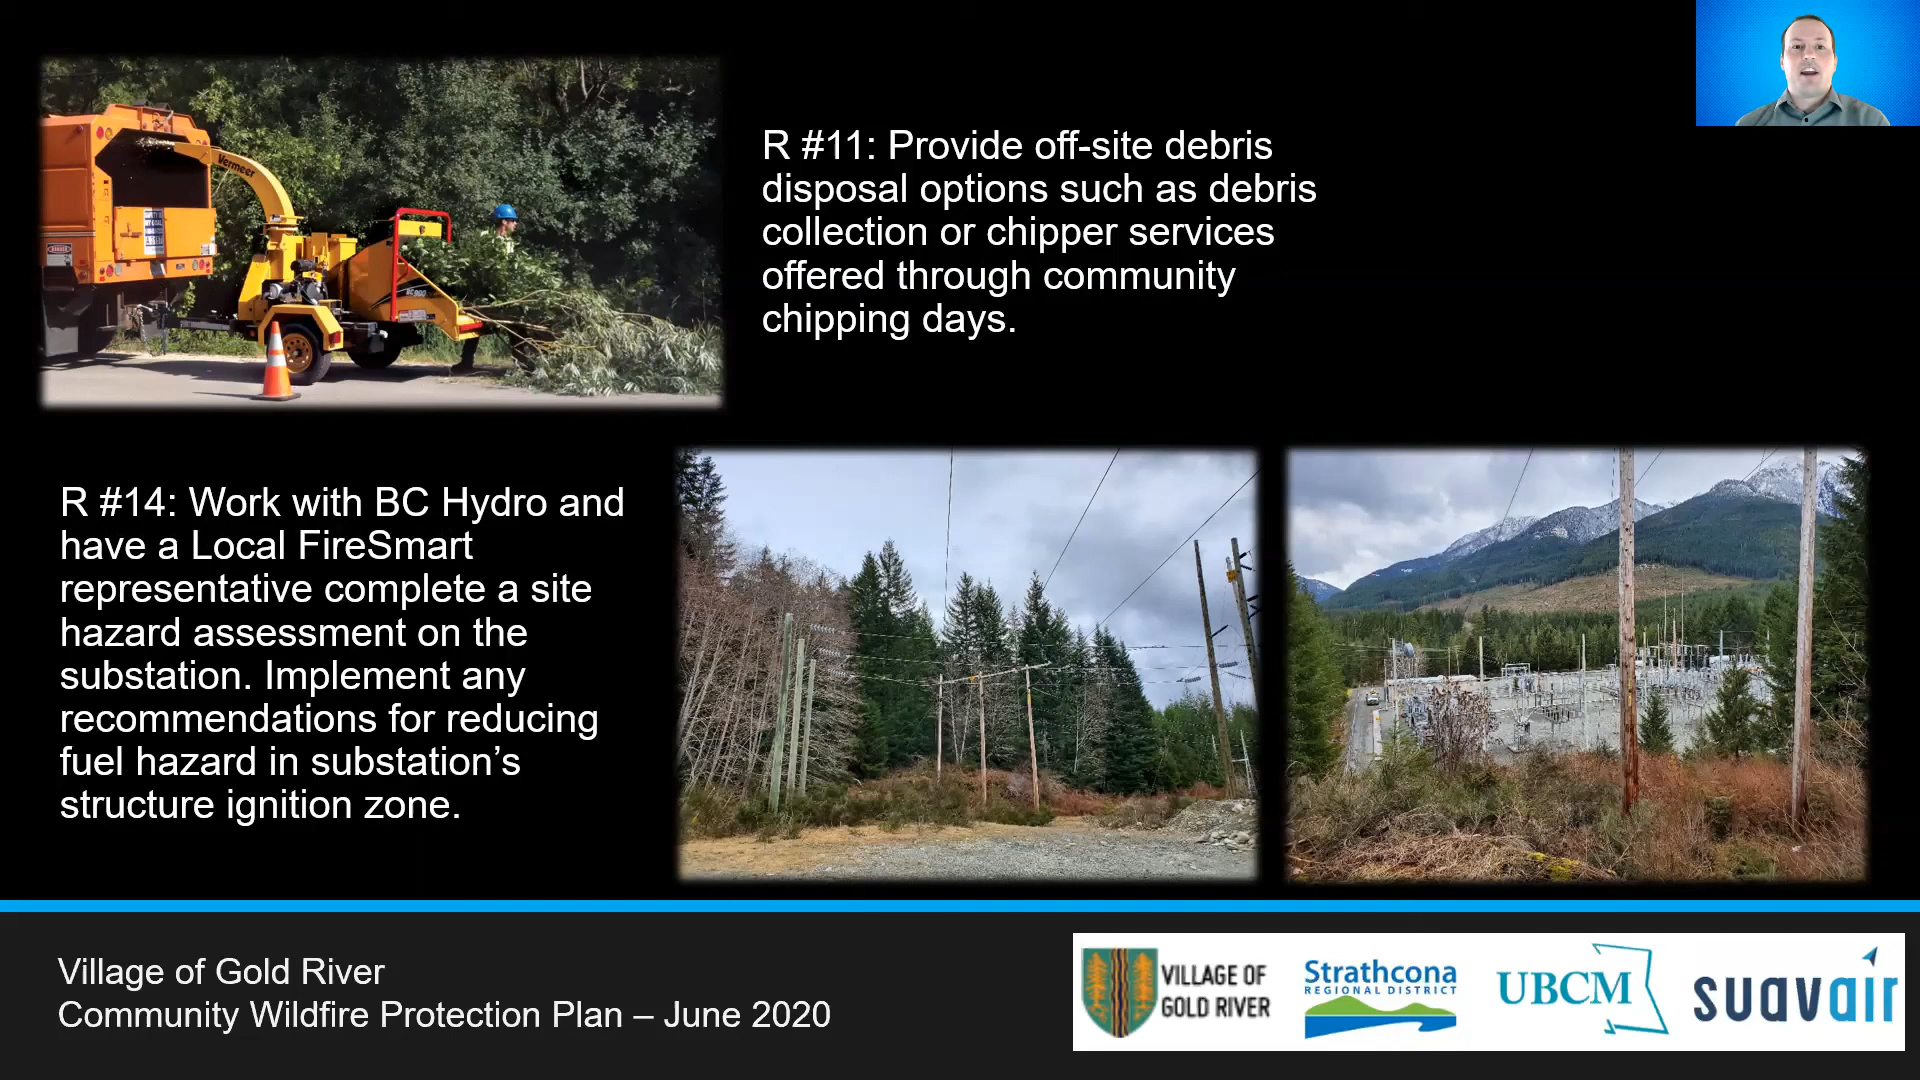 Vermeer
BC 900
R #11: Provide off-site debris
disposal options such as debris
collection or chipper services
offered through community
chipping days.
R #14: Work with BC Hydro and
have a Local FireSmart
representative complete a site
hazard assessment on the
substation. Implement any
recommendations for reducing
fuel hazard in substation’s
structure ignition zone.
Village of Gold River
Community Wildfire Protection Plan – June 2020
VILLAGE OF
GOLD RIVER
Strathcona
REGIONAL DISTRICT
UBCM
suavair